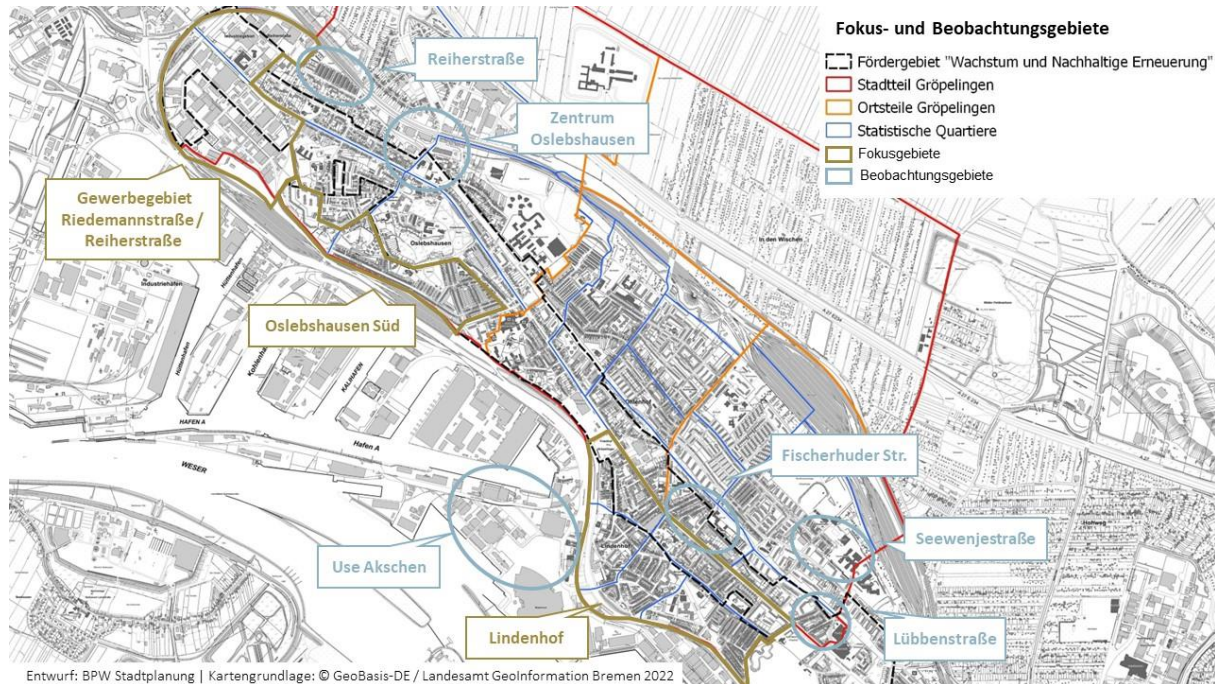 Fokus- und Beobachtungsgebiete
Fördergebiet "Wachstum und Nachhaltige Erneuerung"
Stadtteil Gröpelingen
Ortsteile Gröpelingen
Statistische Quartiere
Fokusgebiete
Beobachtungsgebiete
Reiherstraße
Zentrum
Oslebshausen
Gewerbegebiet
Riedemannstraße /
Reiherstraße
Oslebshausen
In den Wischen
Industriehäfen
Oslebshausen Süd
KALIHAFEN
HAFEN A
Hafen A
WESER
Fischerhuder Str.
Use Akschen
Seewenjestraße
Lindenhof
Lübbenstraße
Entwurf: BPW Stadtplanung | Kartengrundlage: © GeoBasis-DE / Landesamt GeoInformation Bremen 2022